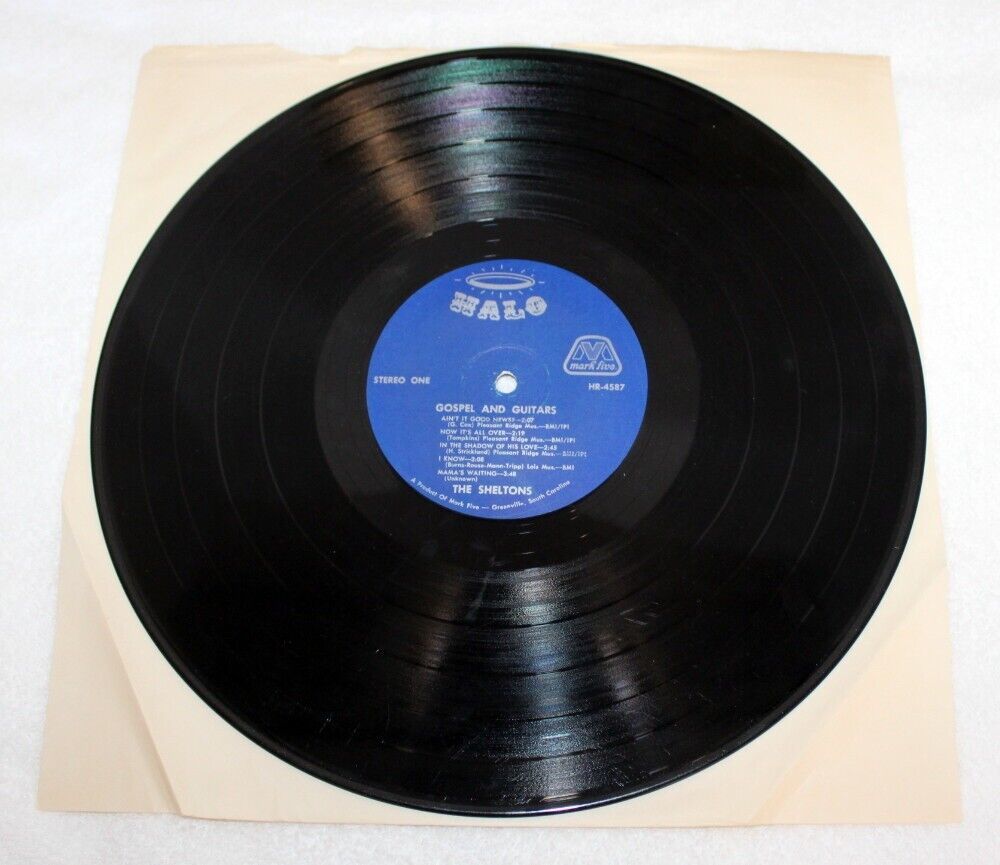 HALO
mark five
STEREO ONE
HR-4587
GOSPEL AND GUITARS
AIN'T IT GOOD NEWS?—2:07
(G. Cox) Pleasant Ridge Mus.—BMI/IPI
NOW IT'S ALL OVER—2:19
(Tompkins) Pleasant Ridge Mus.—BMI/IPI
IN THE SHADOW OF HIS LOVE—2:45
(H. Strickland) Pleasant Ridge Mus.—BMI/IPI
I KNOW—2:08
(Burns-Rouse-Mann-Tripp) Lois Mus.—BMI
MAMA'S WAITING—3:48
(Unknown)
THE SHELTONS
A Product Of Mark Five — Greenville, South Carolina